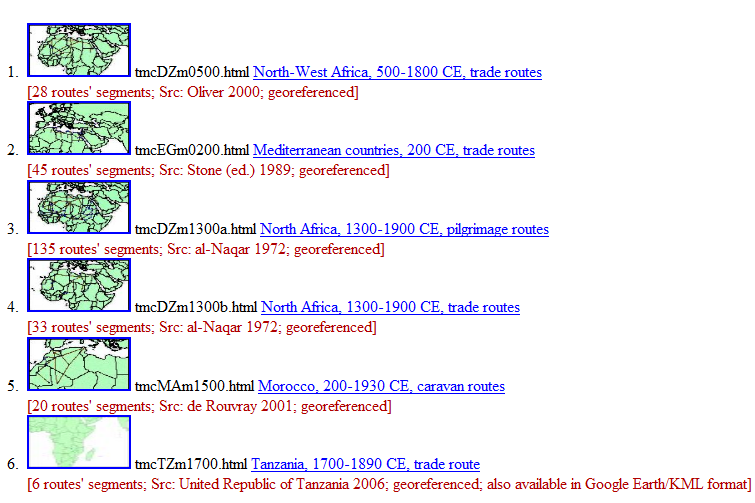 1. tmcDZm0500.html North-West Africa, 500-1800 CE, trade routes
[28 routes' segments; Src: Oliver 2000; georeferenced]
2. tmcEGm0200.html Mediterranean countries, 200 CE, trade routes
[45 routes' segments; Src: Stone (ed.) 1989; georeferenced]
3. tmcDZm1300a.html North Africa, 1300-1900 CE, pilgrimage routes
[135 routes' segments; Src: al-Naqar 1972; georeferenced]
4. tmcDZm1300b.html North Africa, 1300-1900 CE, trade routes
[33 routes' segments; Src: al-Naqar 1972; georeferenced]
5. tmcMAm1500.html Morocco, 200-1930 CE, caravan routes
[20 routes' segments; Src: de Rouvray 2001; georeferenced]
6. tmcTZm1700.html Tanzania, 1700-1890 CE, trade route
[6 routes' segments; Src: United Republic of Tanzania 2006; georeferenced; also available in Google Earth/KML format]